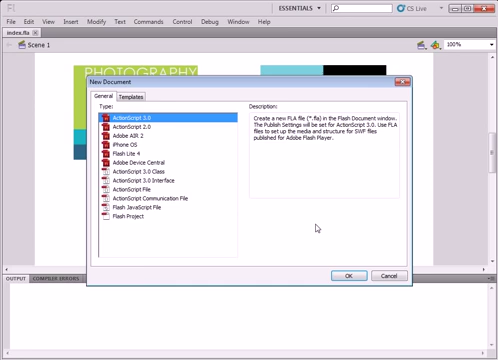 Fl
ESSENTIALS
CS Live
File Edit View Insert Modify Text Commands Control Debug Window Help
index.fla
Scene 1
100%
PHOTOGRAPHY
New Document
General Templates
Type:
ActionScript 3.0
ActionScript 2.0
Adobe AIR 2
iPhone OS
Flash Lite 4
Adobe Device Central
ActionScript 3.0 Class
ActionScript 3.0 Interface
ActionScript File
ActionScript Communication File
Flash JavaScript File
Flash Project
Description:
Create a new FLA file (*.fla) in the Flash Document window.
The Publish Settings will be set for ActionScript 3.0. Use FLA
files to set up the media and structure for SWF files
published for Adobe Flash Player.
OK Cancel
OUTPUT COMPILER ERRORS